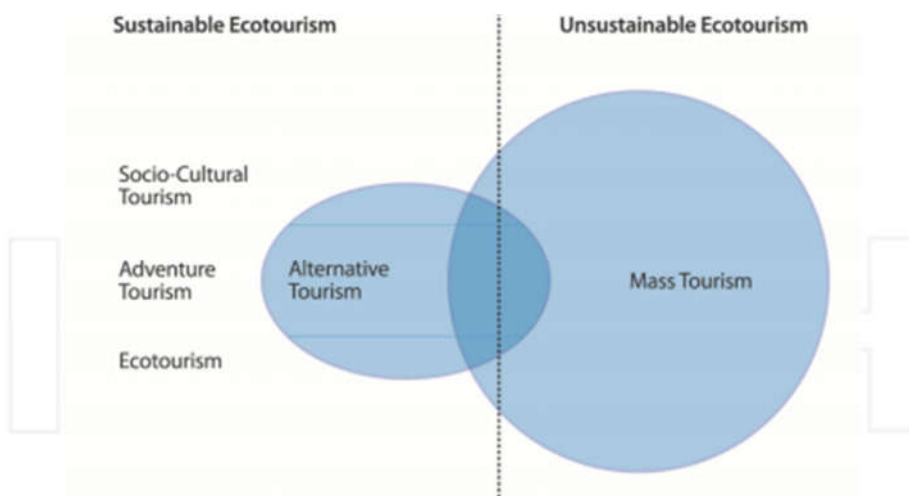 Sustainable Ecotourism
Unsustainable Ecotourism
Socio-Cultural
Tourism
Adventure
Tourism
Alternative
Tourism
Mass Tourism
Ecotourism